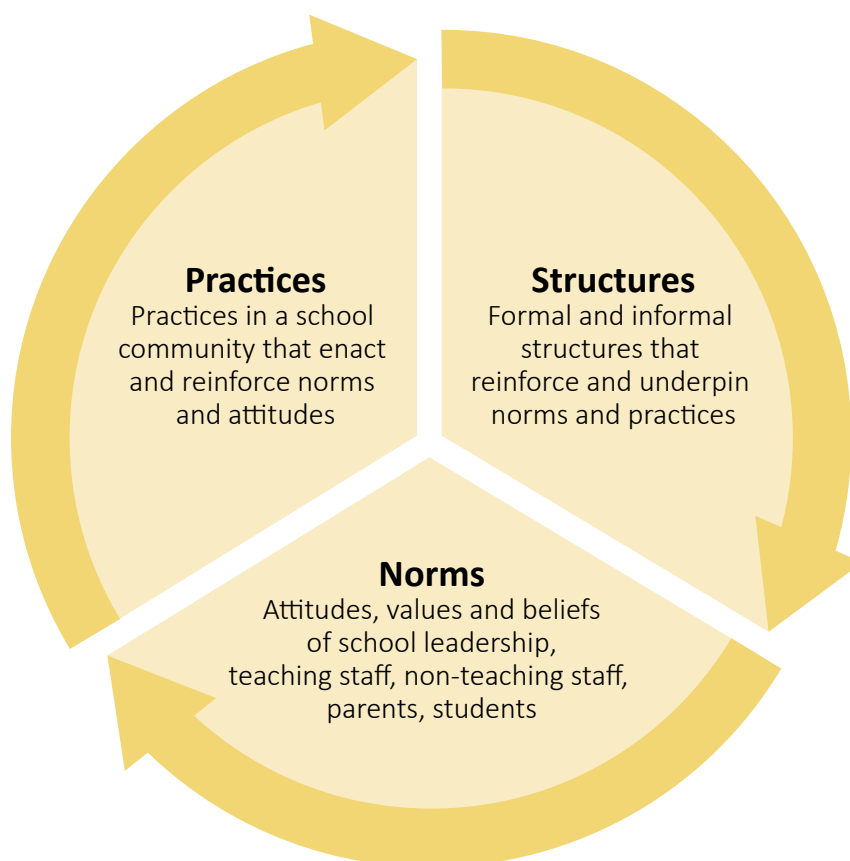 Practices
Practices in a school
community that enact
and reinforce norms
and attitudes
Structures
Formal and informal
structures that
reinforce and underpin
norms and practices
Norms
Attitudes, values and beliefs
of school leadership,
teaching staff, non-teaching staff,
parents, students